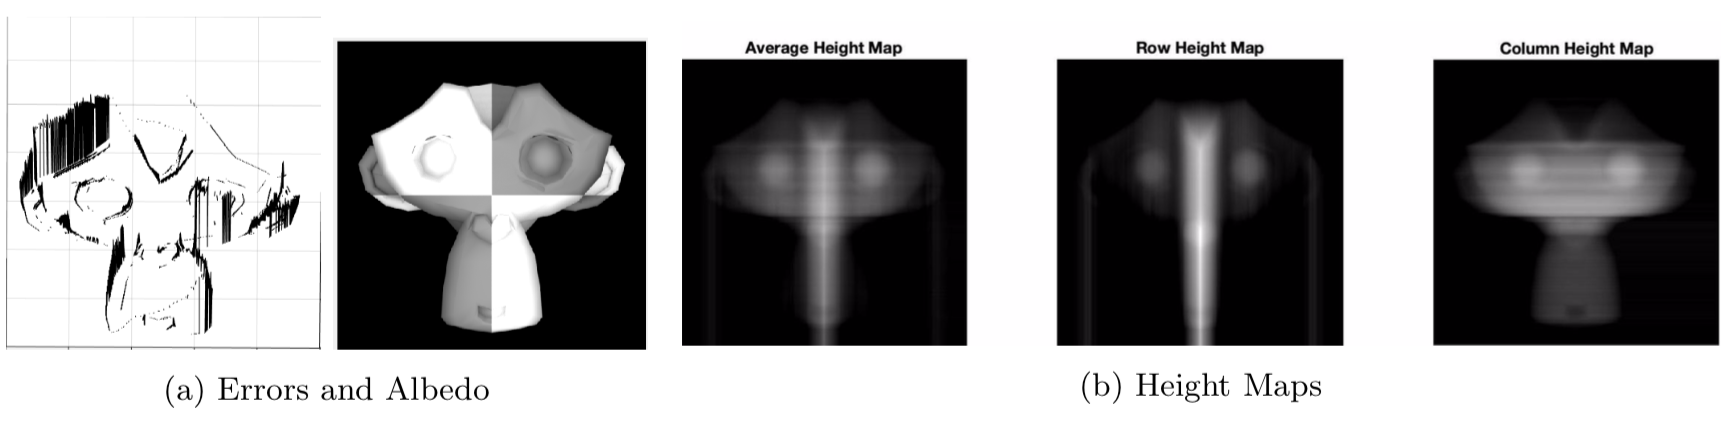 Average Height Map
Row Height Map
Column Height Map
(a) Errors and Albedo
(b) Height Maps